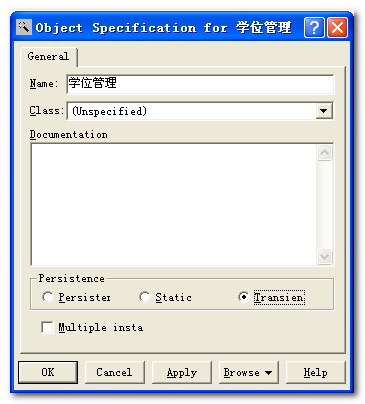 Object Specification for 学位管理
General
Name: 学位管理
Class: (Unspecified)
Documentation
Persistence
Persister Static Transien
Multiple insta
OK Cancel Apply Browse Help